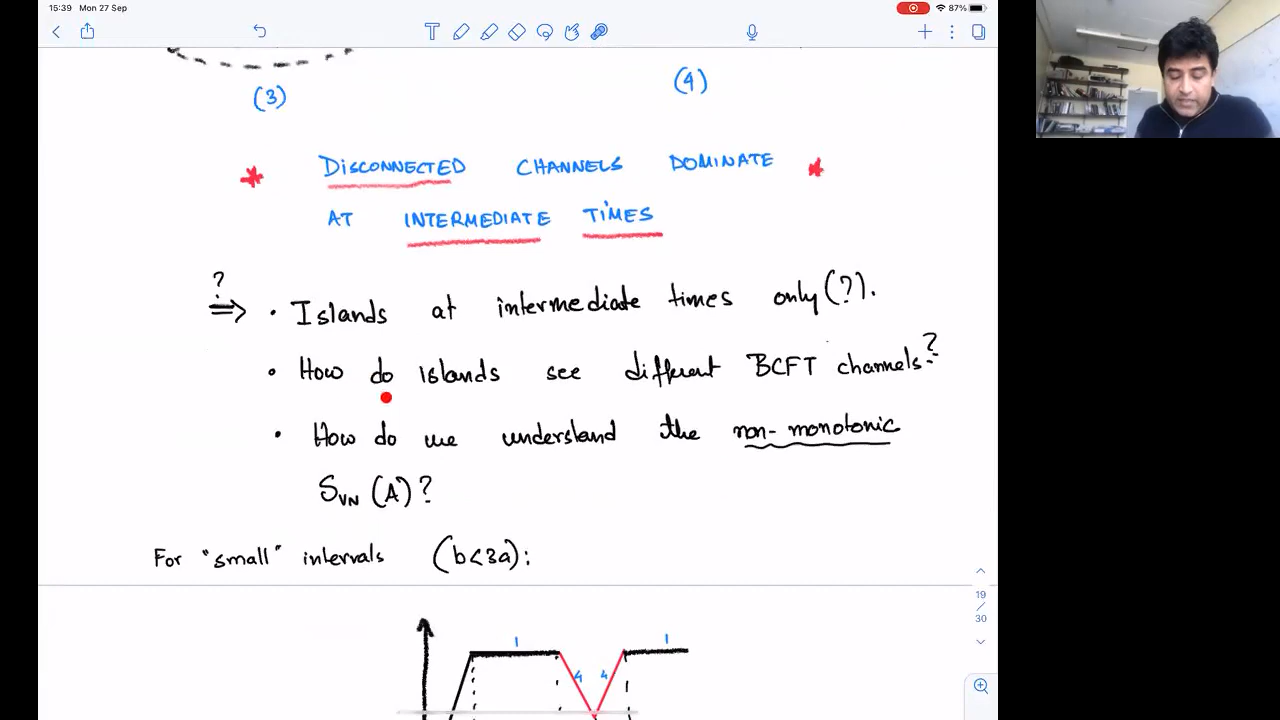 15:39 Mon 27 Sep
87%
(3)
(4)
* DISCONNECTED CHANNELS DOMINATE *
AT INTERMEDIATE TIMES
?
⇒ • Islands at intermediate times only (?).
• How do islands see different BCFT channels?
• How do we understand the non-monotonic
S_VN (A)?
For "small" intervals (b<3a):
19
/
30
1
1
4
4